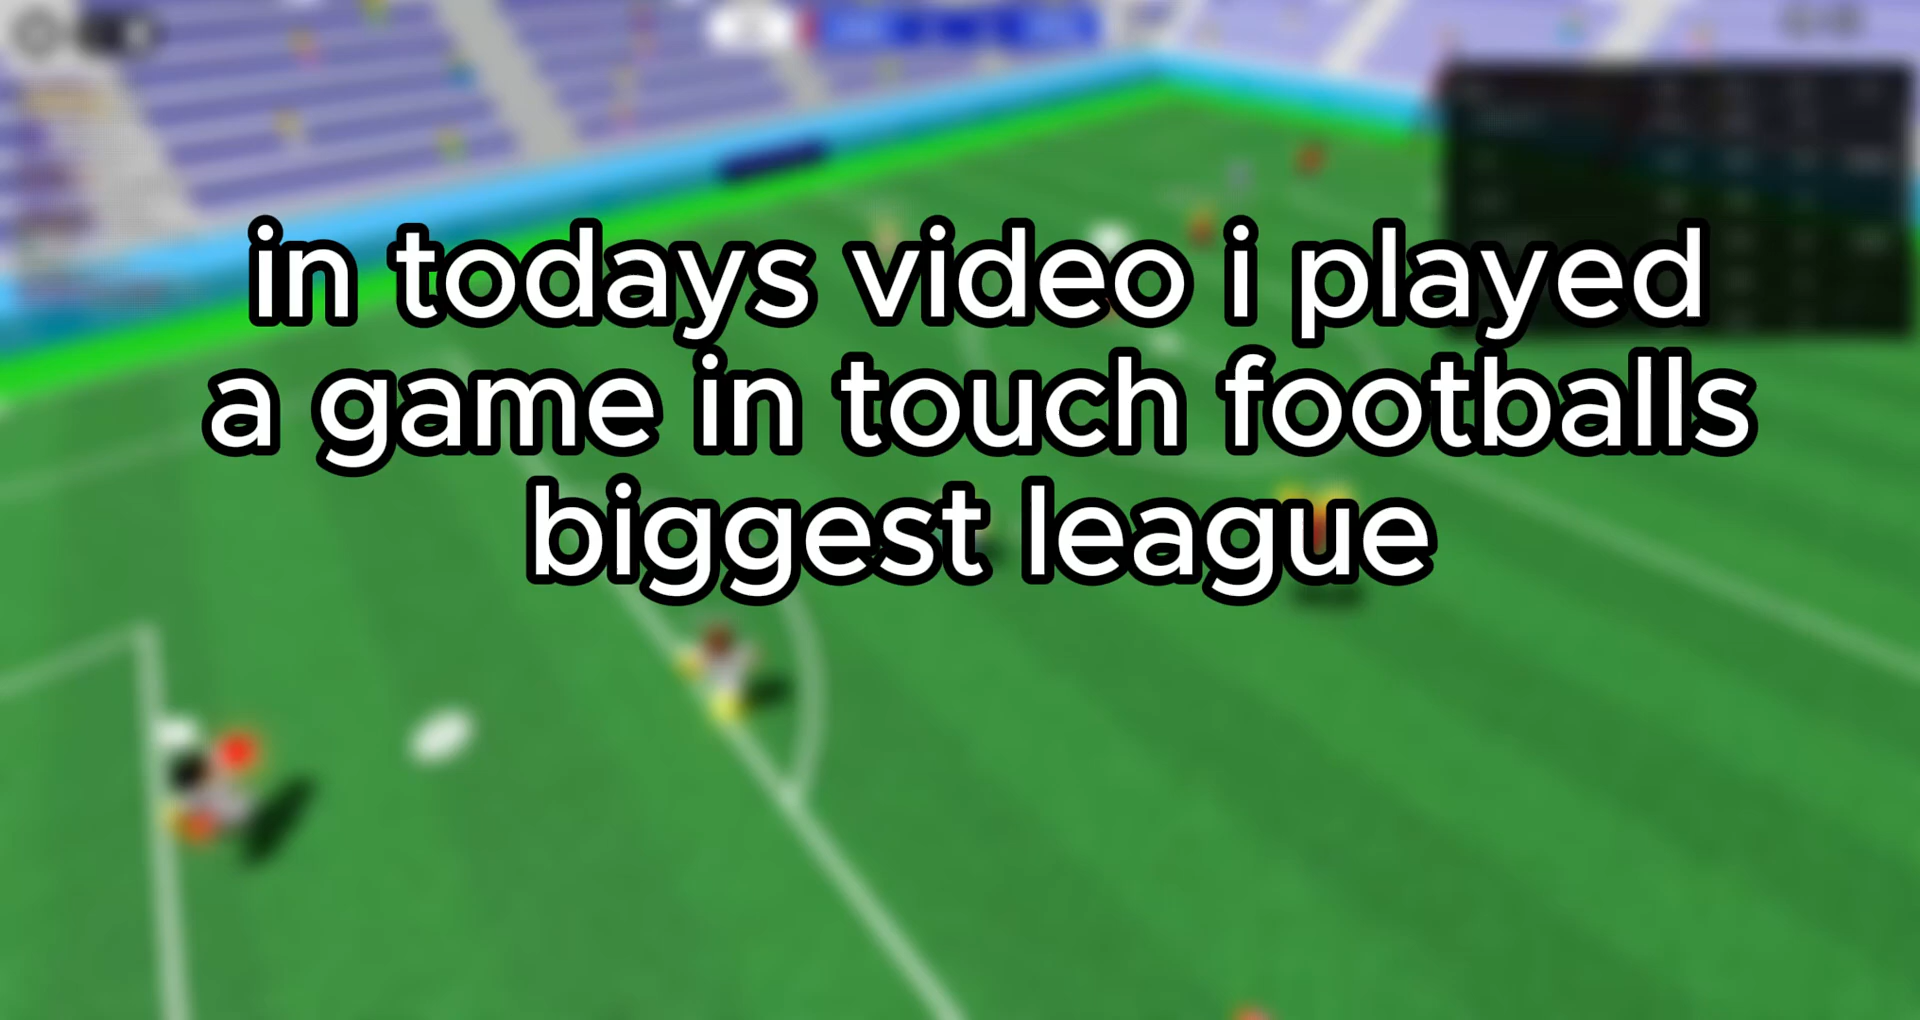 in todays video i played
a game in touch footballs
biggest league